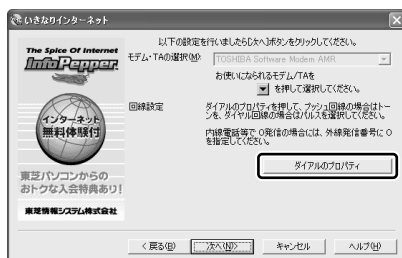 いきなりインターネット
The Spice Of Internet
InfoPepper
インターネット
無料体験付
東芝パソコンからの
おトクな入会特典あり!
東芝情報システム株式会社
以下の設定を行いましたら[次へ]ボタンをクリックしてください。
モデム・TAの選択(M)
TOSHIBA Software Modem AMR
お使いになられるモデム/TAを
を押して選択してください。
回線設定
ダイアルのプロパティを押して、プッシュ回線の場合はトー
ンを、ダイヤル回線の場合はパルスを選択してください。
内線電話等で 0発信の場合には、外線発信番号に 0
を指定してください。
ダイアルのプロパティ
< 戻る(B)
次へ(N) >
キャンセル
ヘルプ(H)